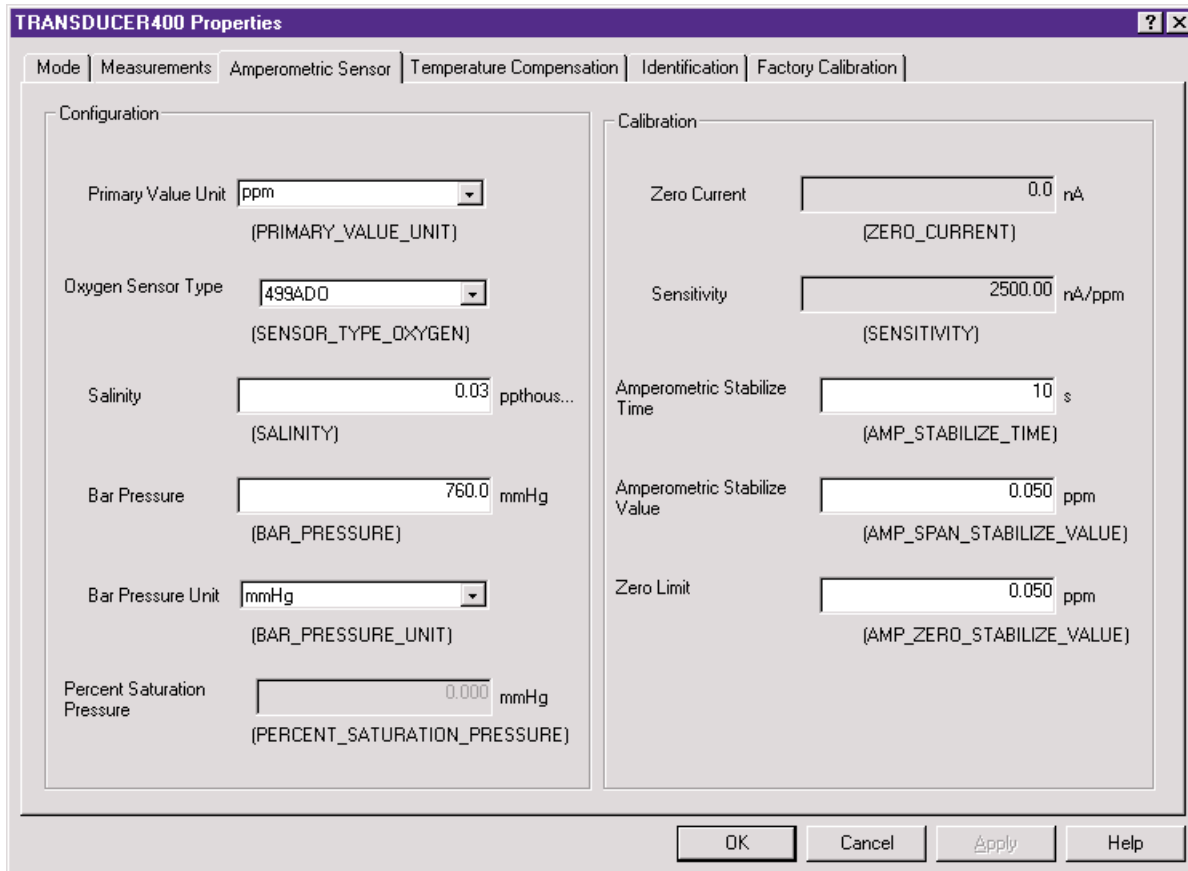 TRANSDUCER400 Properties
Mode Measurements Amperometric Sensor Temperature Compensation Identification Factory Calibration
Configuration
Primary Value Unit ppm
(PRIMARY_VALUE_UNIT)
Oxygen Sensor Type 499ADO
(SENSOR_TYPE_OXYGEN)
Salinity 0.03 ppthous...
(SALINITY)
Bar Pressure 760.0 mmHg
(BAR_PRESSURE)
Bar Pressure Unit mmHg
(BAR_PRESSURE_UNIT)
Percent Saturation
Pressure 0.000 mmHg
(PERCENT_SATURATION_PRESSURE)
Calibration
Zero Current 0.0 nA
(ZERO_CURRENT)
Sensitivity 2500.00 nA/ppm
(SENSITIVITY)
Amperometric Stabilize
Time 10 s
(AMP_STABILIZE_TIME)
Amperometric Stabilize
Value 0.050 ppm
(AMP_SPAN_STABILIZE_VALUE)
Zero Limit 0.050 ppm
(AMP_ZERO_STABILIZE_VALUE)
OK Cancel Apply Help